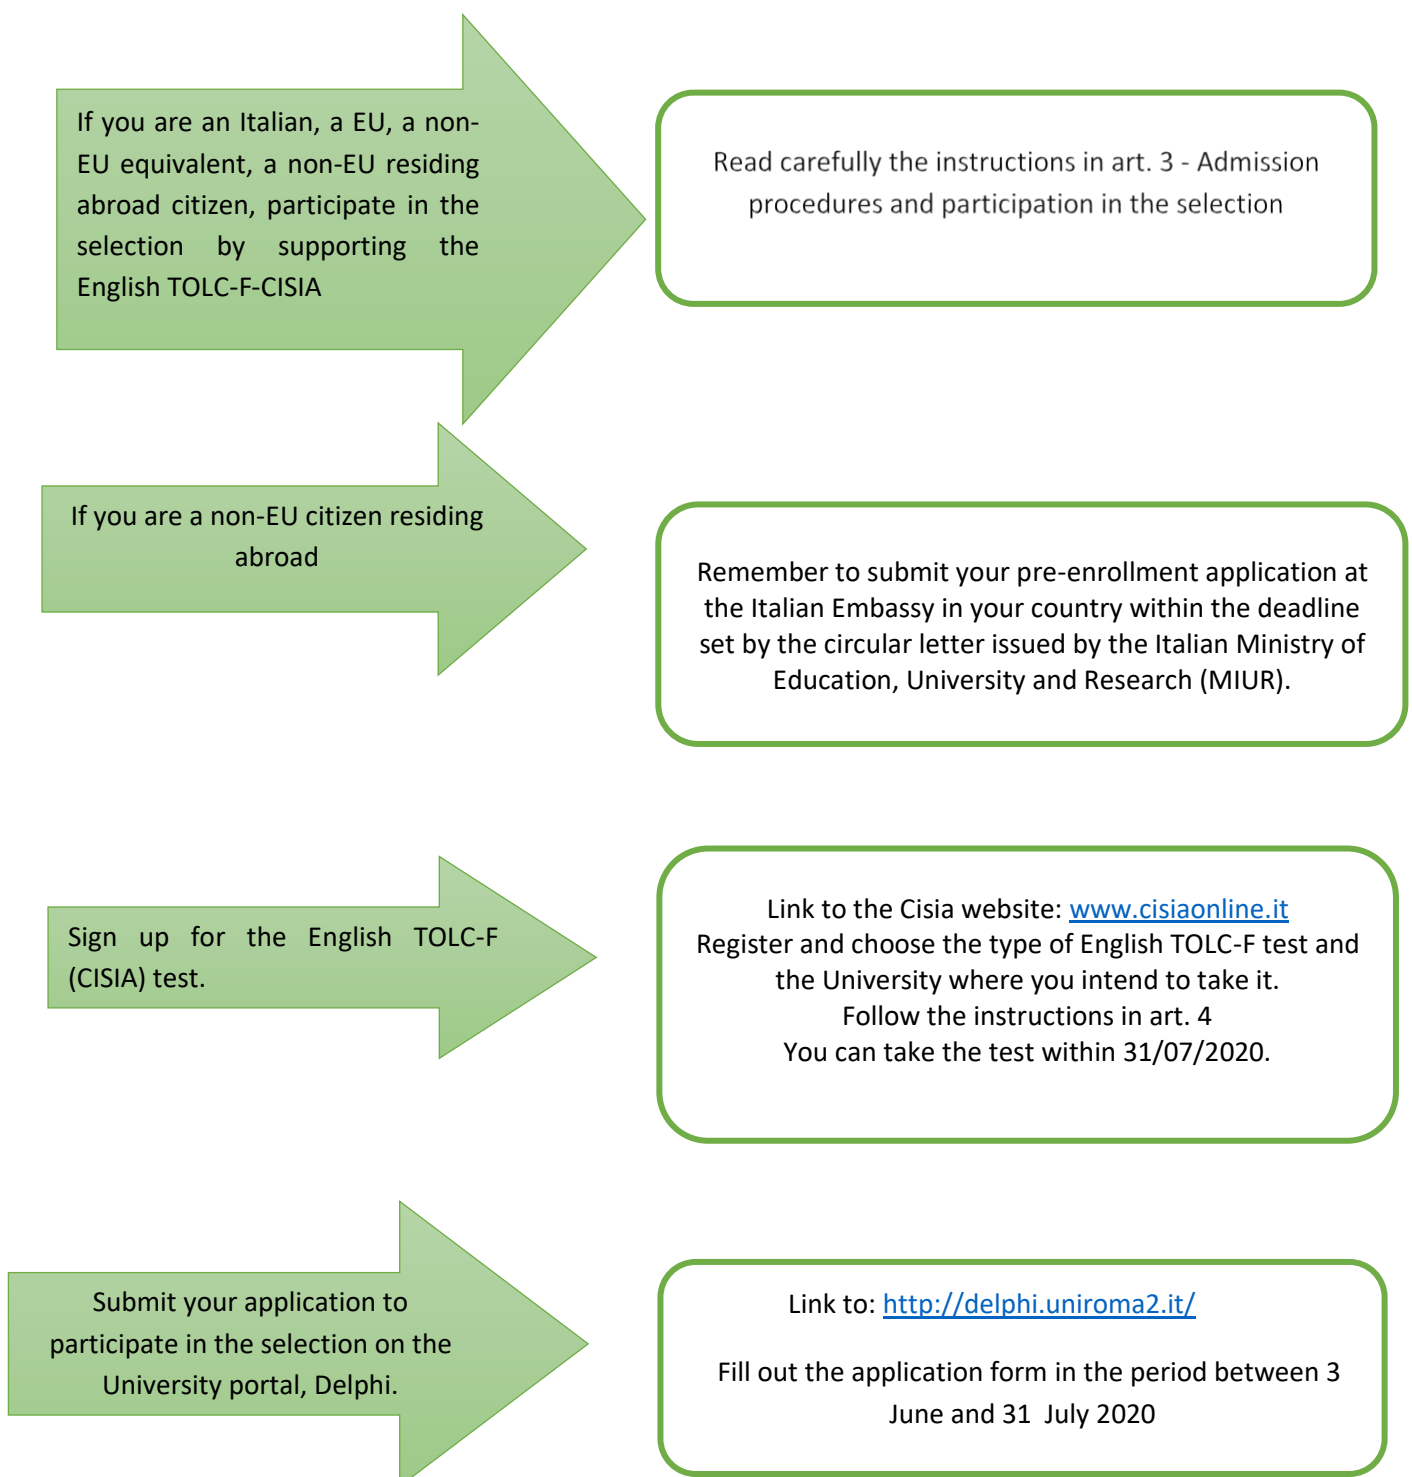 If you are an Italian, a EU, a non-
EU equivalent, a non-EU residing
abroad citizen, participate in the
selection by supporting the
English TOLC-F-CISIA
Read carefully the instructions in art. 3 - Admission
procedures and participation in the selection
If you are a non-EU citizen residing
abroad
Remember to submit your pre-enrollment application at
the Italian Embassy in your country within the deadline
set by the circular letter issued by the Italian Ministry of
Education, University and Research (MIUR).
Sign up for the English TOLC-F
(CISIA) test.
Link to the Cisia website: www.cisiaonline.it
Register and choose the type of English TOLC-F test and
the University where you intend to take it.
Follow the instructions in art. 4
You can take the test within 31/07/2020.
Submit your application to
participate in the selection on the
University portal, Delphi.
Link to: http://delphi.uniroma2.it/
Fill out the application form in the period between 3
June and 31 July 2020